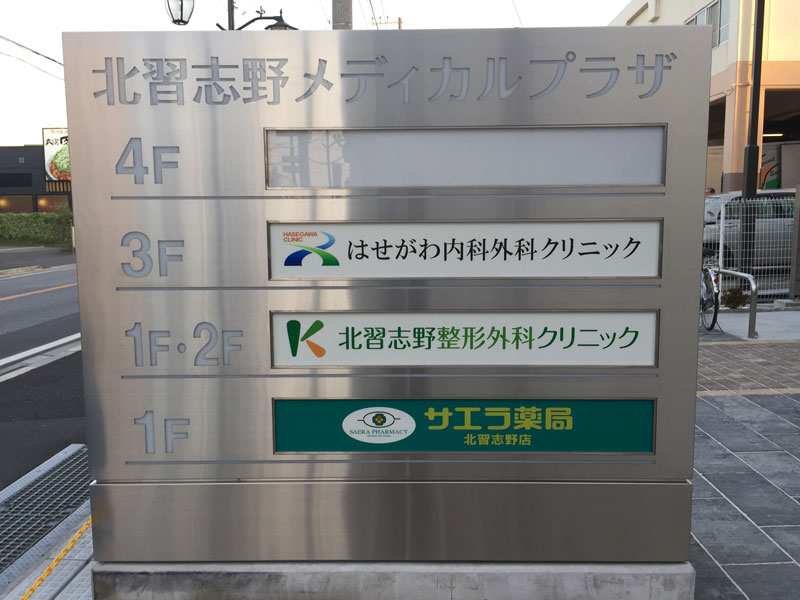 北習志野メディカルプラザ
4F
3F
HASEGAWA
CLINIC
はせがわ内科外科クリニック
1F・2F
北習志野整形外科クリニック
1F
SAERA PHARMACY
サエラ薬局
北習志野店